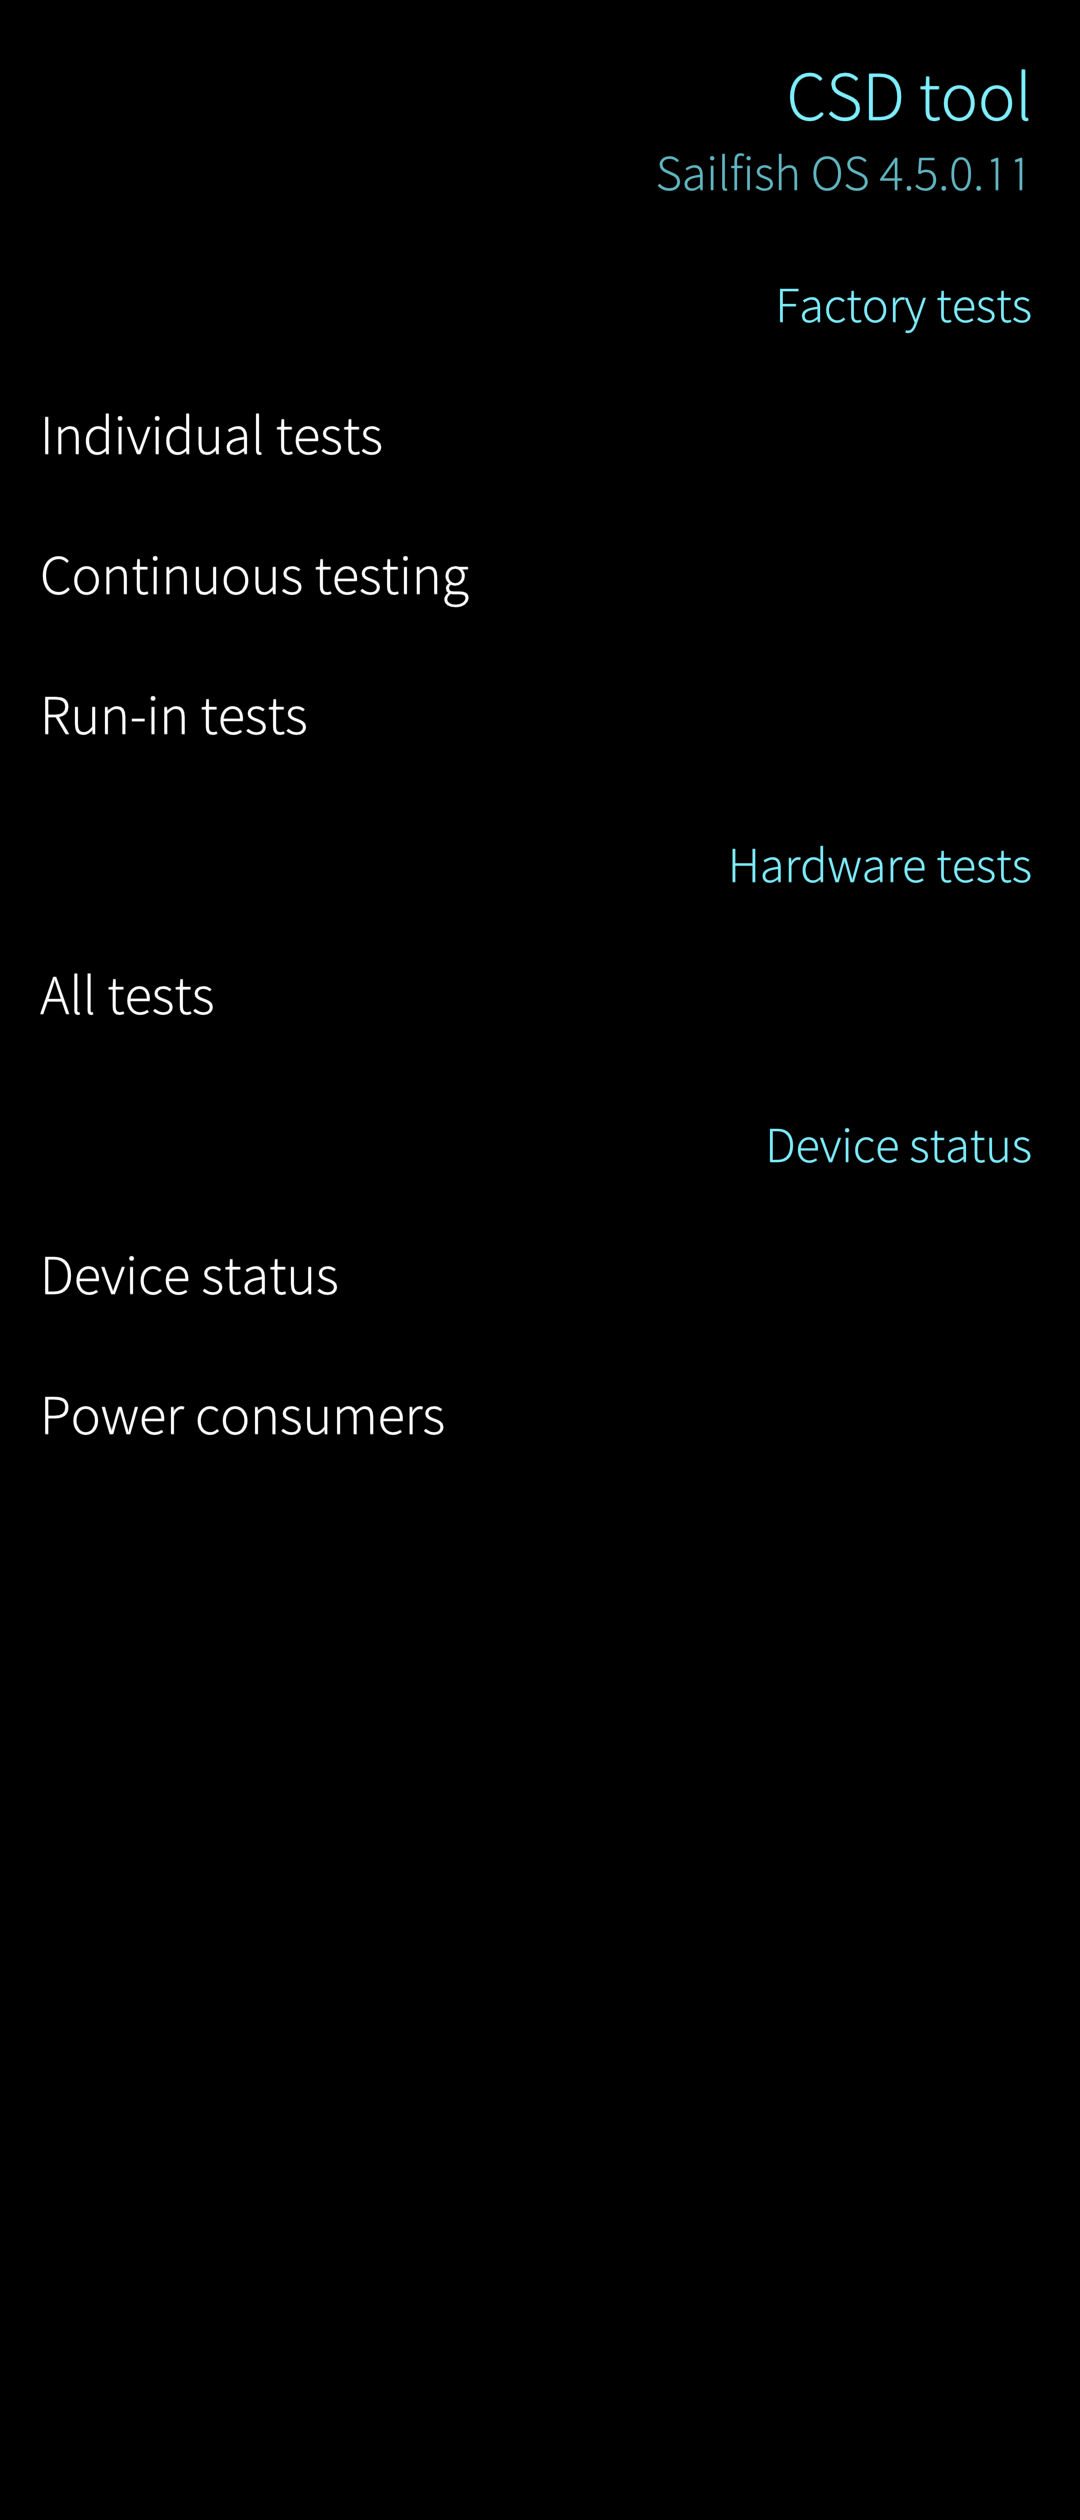 CSD tool
Sailfish OS 4.5.0.11
Factory tests
Individual tests
Continuous testing
Run-in tests
Hardware tests
All tests
Device status
Device status
Power consumers